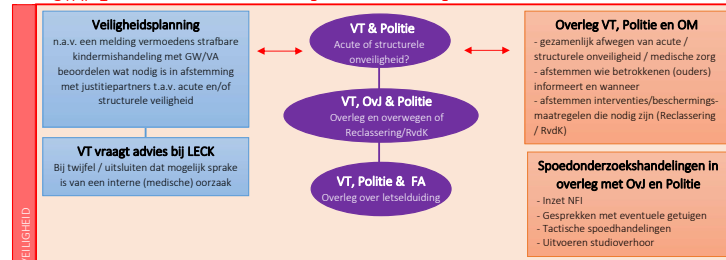 Veiligheidsplanning
n.a.v. een melding vermoedens strafbare
kindermishandeling met GW/VA
beoordelen wat nodig is in afstemming
met justitiepartners t.a.v. acute en/of
structurele veiligheid
VT vraagt advies bij LECK
Bij twijfel / uitsluiten dat mogelijk sprake
is van een interne (medische) oorzaak
VT & Politie
Acute of structurele
onveiligheid?
VT, OvJ & Politie
Overleg en overwegen of
Reclassering/RvdK
VT, Politie & FA
Overleg over letselduiding
Overleg VT, Politie en OM
- gezamenlijk afwegen van acute /
structurele onveiligheid / medische zorg
- afstemmen wie betrokkenen (ouders)
informeert en wanneer
- afstemmen interventies/beschermings-
maatregelen die nodig zijn (Reclassering
/ RvdK)
Spoedonderzoekshandelingen in
overleg met OvJ en Politie
- Inzet NFI
- Gesprekken met eventuele getuigen
- Tactische spoedhandelingen
- Uitvoeren studioverhoor
VEILIGHEID